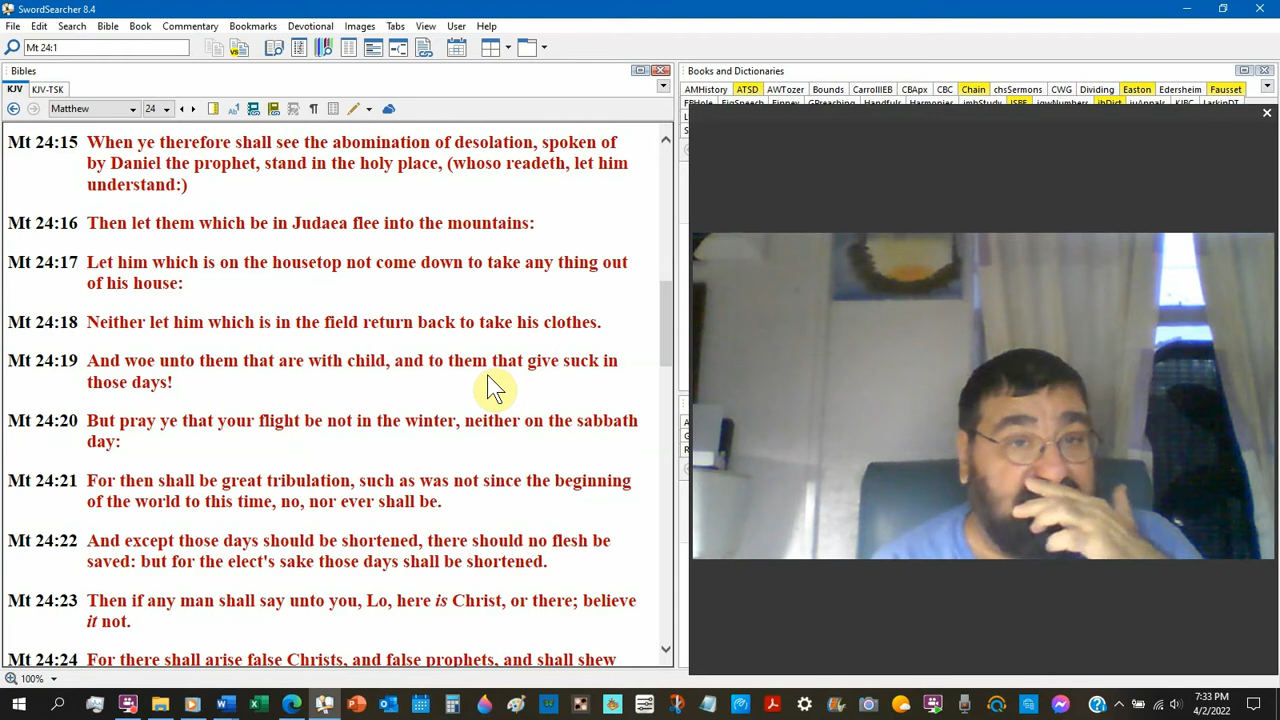 SwordSearcher 8.4
File Edit Search Bible Book Commentary Bookmarks Devotional Images Tabs View User Help
Mt 24:1
Bibles
KJV KJV-TSK
Matthew 24
Mt 24:15 When ye therefore shall see the abomination of desolation, spoken of
by Daniel the prophet, stand in the holy place, (whoso readeth, let him
understand:)
Mt 24:16 Then let them which be in Judaea flee into the mountains:
Mt 24:17 Let him which is on the housetop not come down to take any thing out
of his house:
Mt 24:18 Neither let him which is in the field return back to take his clothes.
Mt 24:19 And woe unto them that are with child, and to them that give suck in
those days!
Mt 24:20 But pray ye that your flight be not in the winter, neither on the sabbath
day:
Mt 24:21 For then shall be great tribulation, such as was not since the beginning
of the world to this time, no, nor ever shall be.
Mt 24:22 And except those days should be shortened, there should no flesh be
saved: but for the elect's sake those days shall be shortened.
Mt 24:23 Then if any man shall say unto you, Lo, here is Christ, or there; believe
it not.
Mt 24:24 For there shall arise false Christs, and false prophets, and shall shew
100%
Books and Dictionaries
AMHistory ATSD AWTozer Bounds CarrollIEB CBApx CBC Chain chsSermons CWG Dividing Easton Edersheim Fausset
7:33 PM
4/2/2022